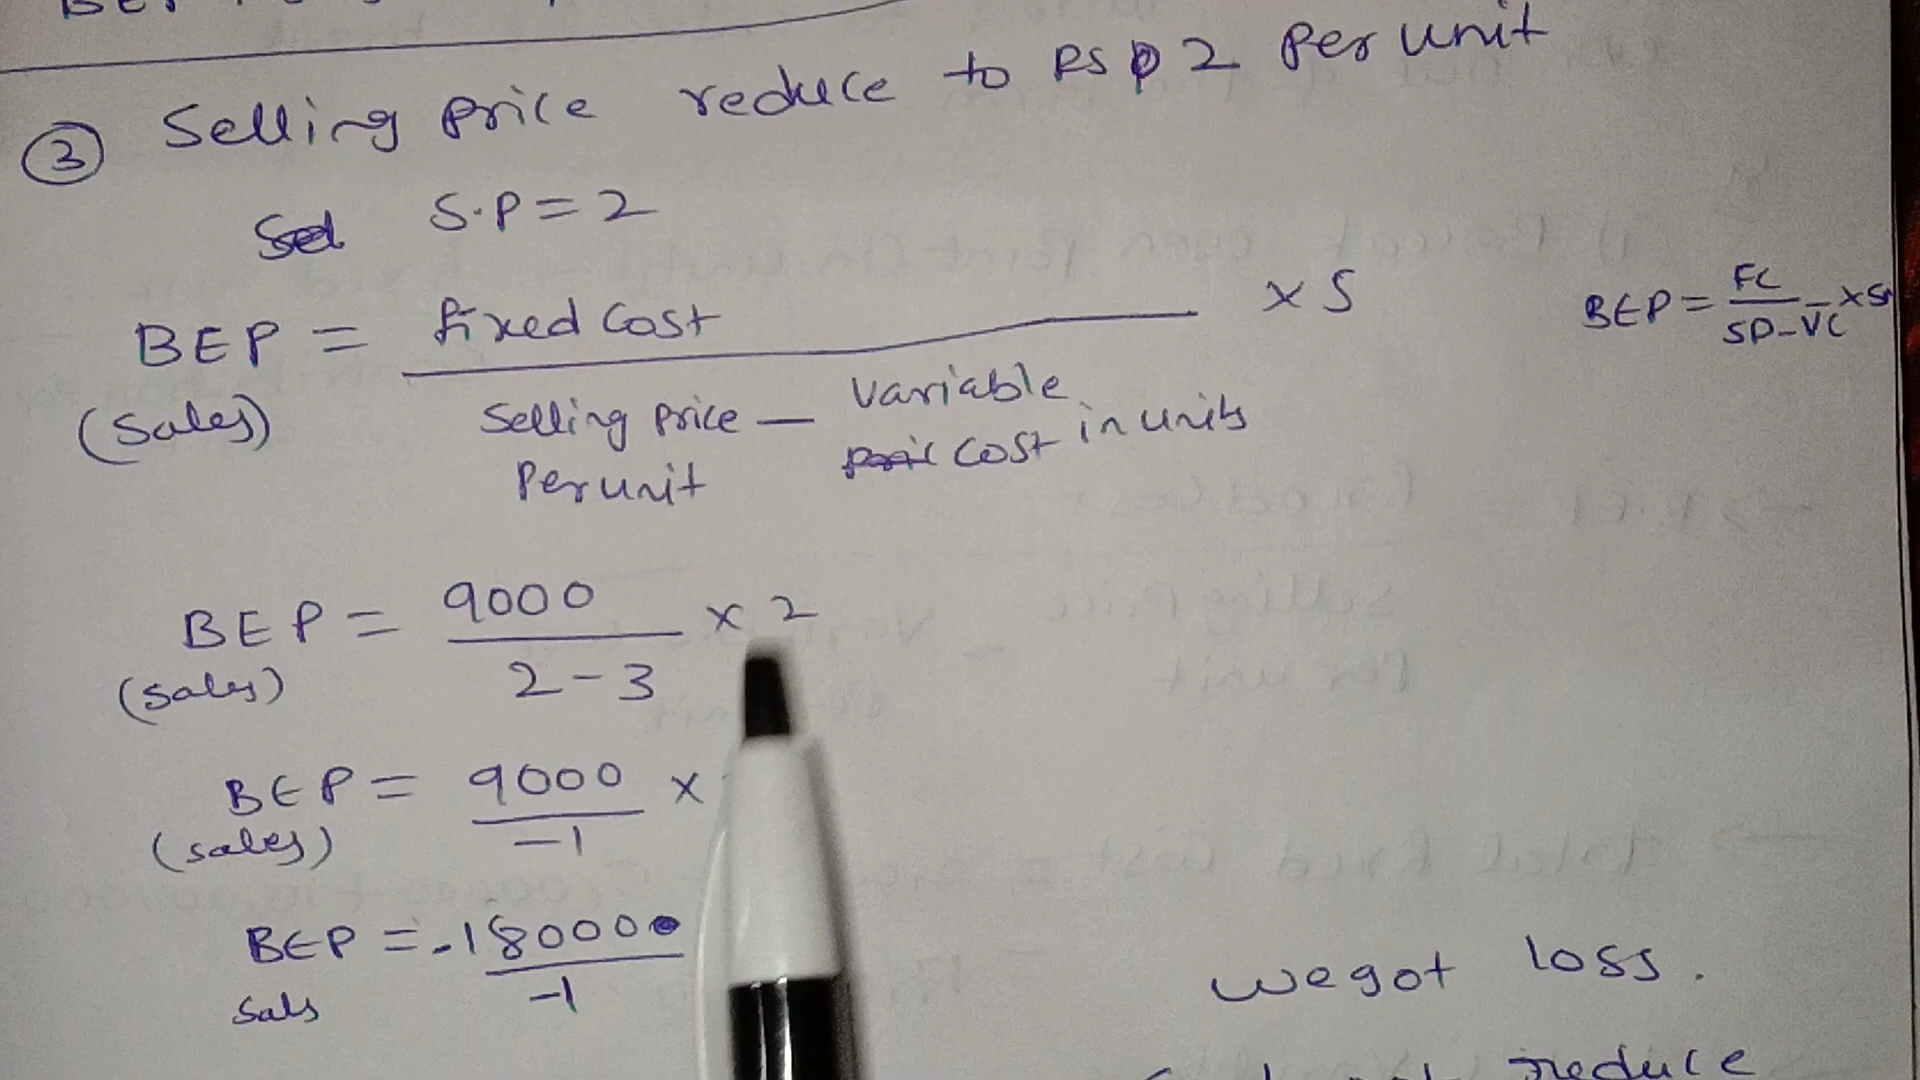 ③ Selling price reduce to RS 2 Per unit
S.P = 2
BEP = fixed Cost × S
(Sales) Selling price Per unit — Variable cost in units
BEP = FC / SP-VC ×
BEP = 9000 / 2-3 × 2
(Sales)
BEP = 9000 / -1 ×
(sales)
BEP = -18000 / -1
Sals
we got loss.
reduce